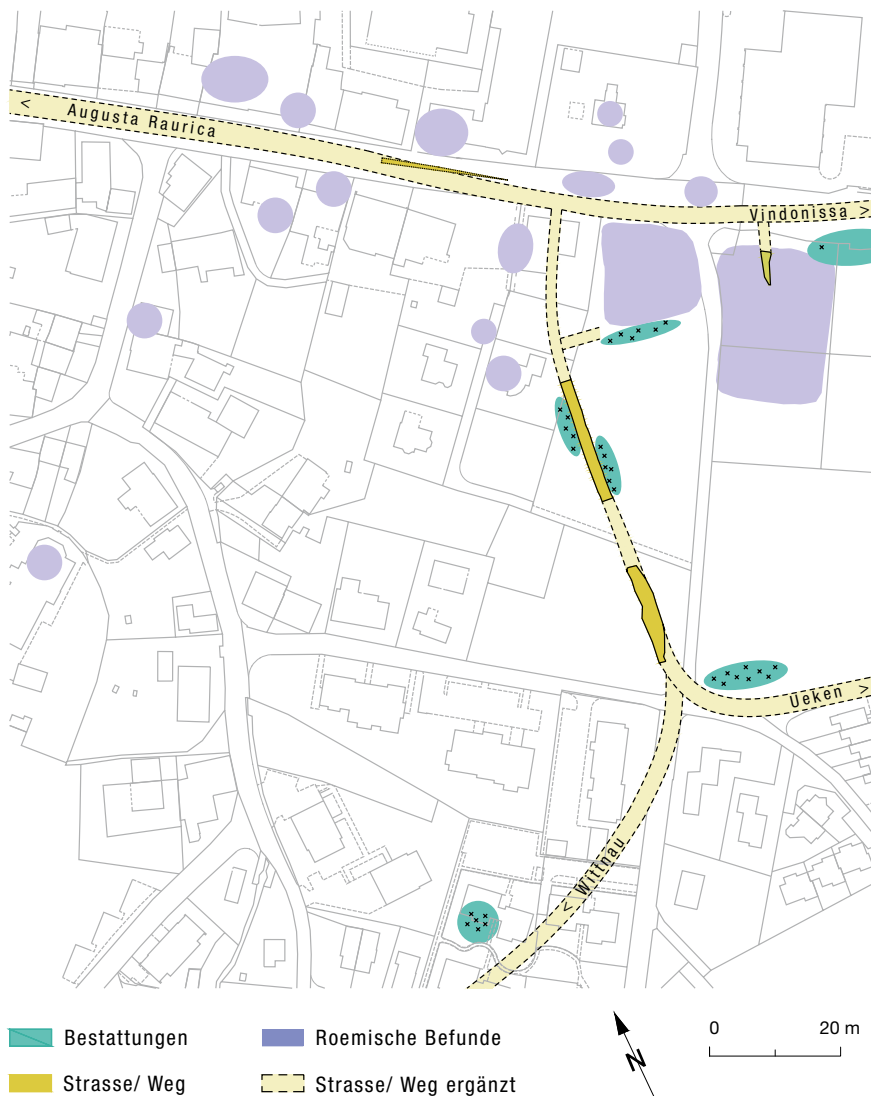 < Augusta Raurica
Vindonissa >
Ueken >
< Wittnau
Bestattungen
Roemische Befunde
0 20 m
Strasse/ Weg
Strasse/ Weg ergänzt
N